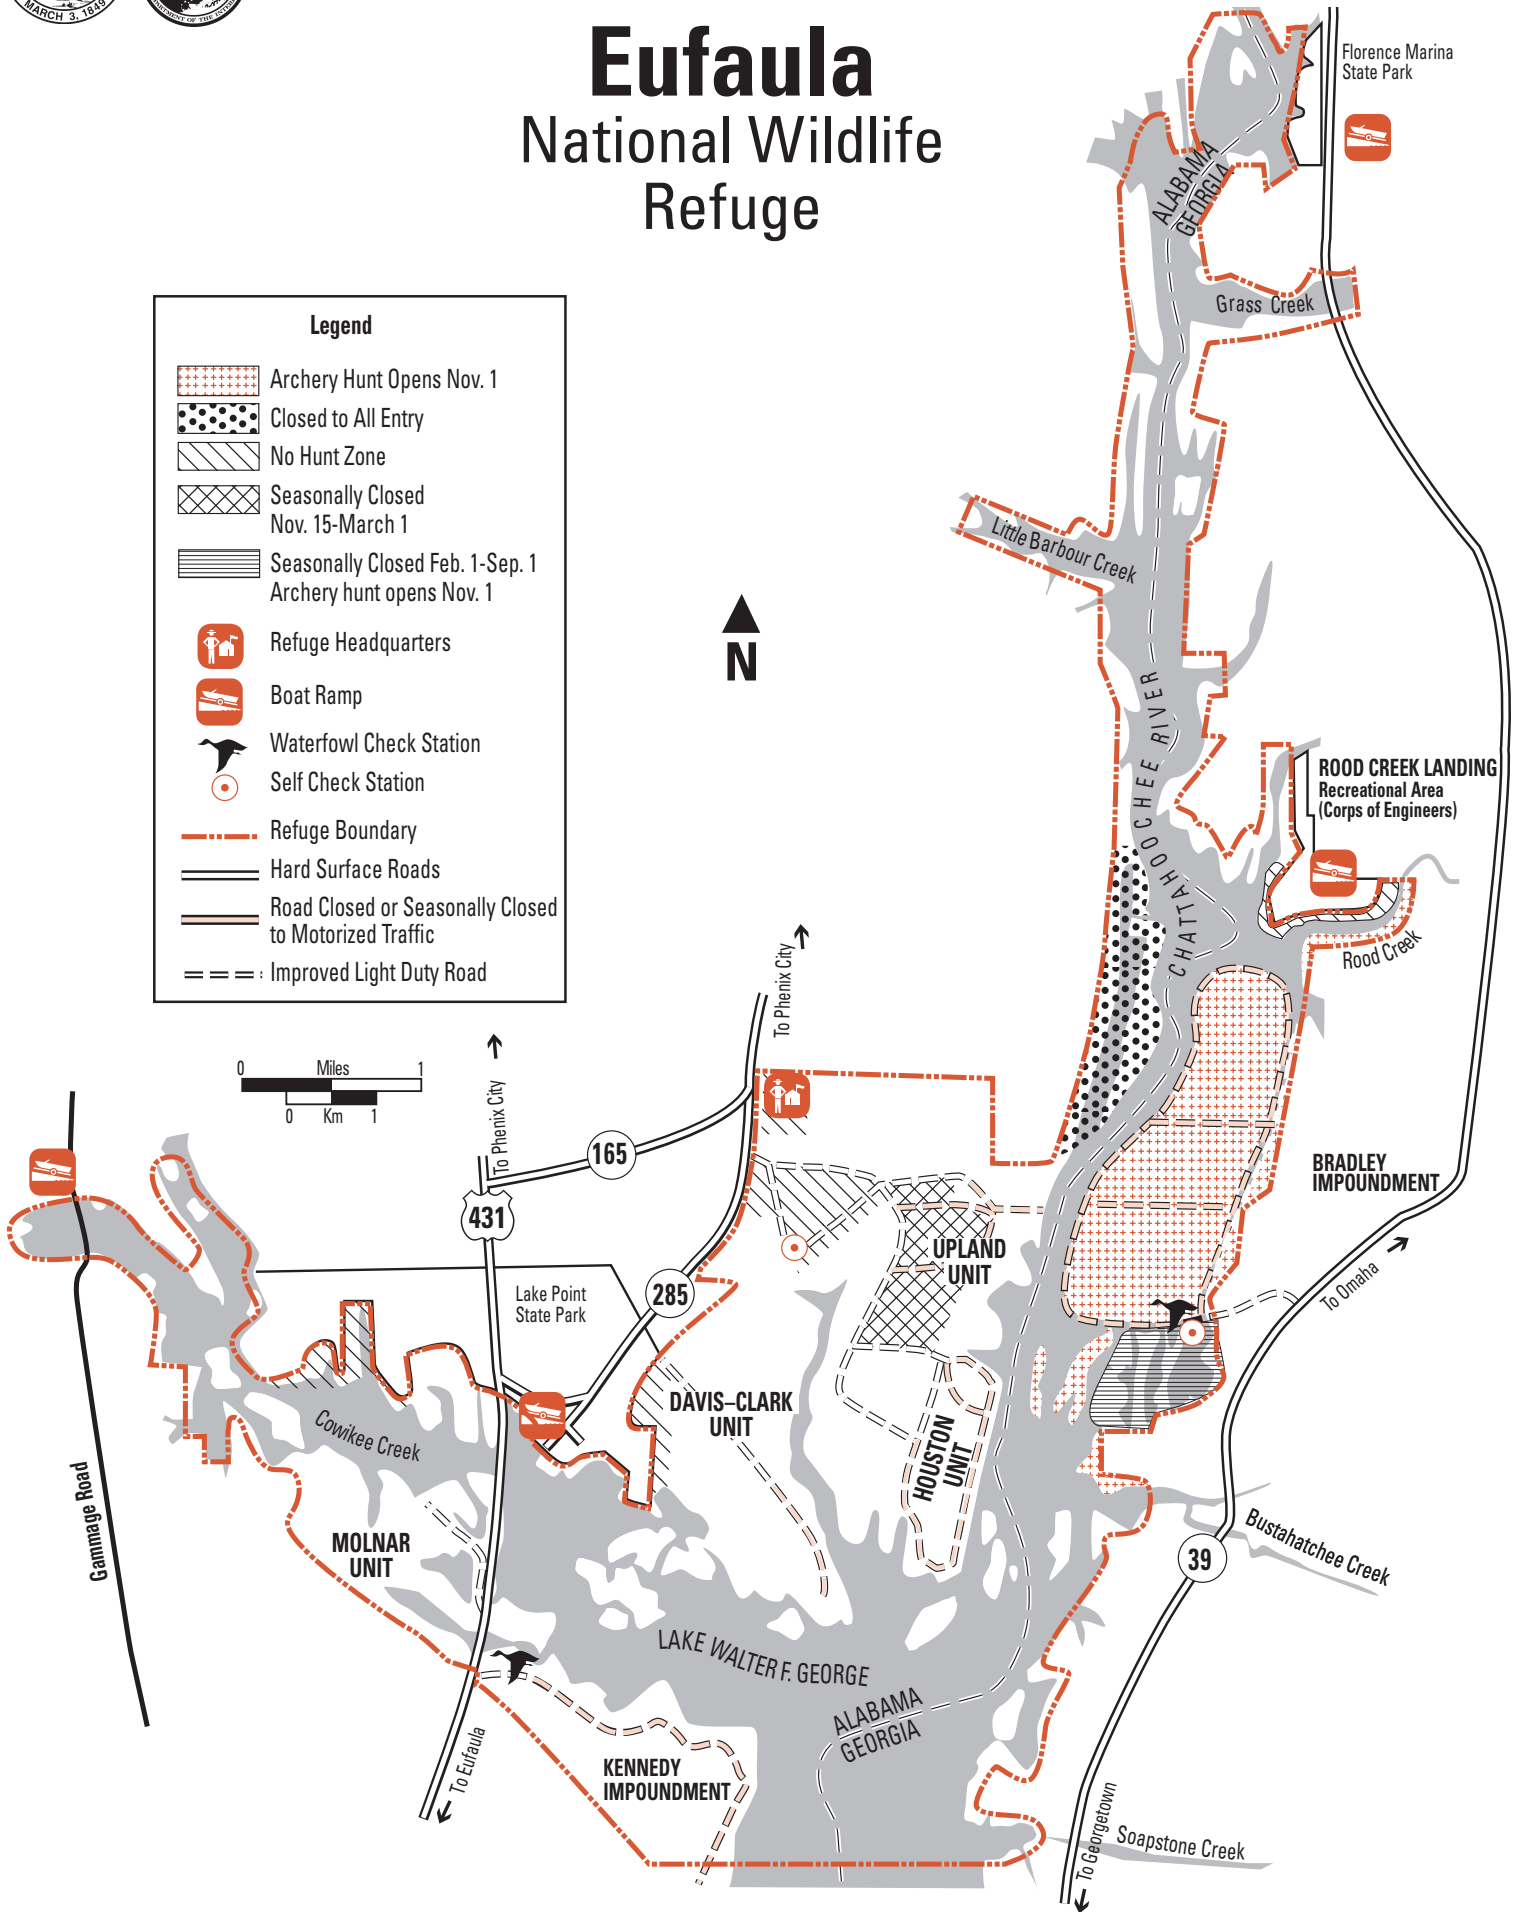 MARCH 3, 1849
DEPARTMENT OF THE INTERIOR
Eufaula
National Wildlife
Refuge
Florence Marina
State Park
ALABAMA
GEORGIA
Grass Creek
Legend
Archery Hunt Opens Nov. 1
Closed to All Entry
No Hunt Zone
Seasonally Closed
Nov. 15-March 1
Seasonally Closed Feb. 1-Sep. 1
Archery hunt opens Nov. 1
Refuge Headquarters
Boat Ramp
Waterfowl Check Station
Self Check Station
Refuge Boundary
Hard Surface Roads
Road Closed or Seasonally Closed
to Motorized Traffic
Improved Light Duty Road
Little Barbour Creek
N
CHATTAHOOCHEE RIVER
ROOD CREEK LANDING
Recreational Area
(Corps of Engineers)
Rood Creek
To Phenix City
0 Miles 1
0 Km 1
To Phenix City
165
431
BRADLEY
IMPOUNDMENT
UPLAND
UNIT
To Omaha
Lake Point
State Park
285
DAVIS–CLARK
UNIT
HOUSTON
UNIT
Cowikee Creek
Gammage Road
MOLNAR
UNIT
Bustahatchee Creek
39
LAKE WALTER F. GEORGE
ALABAMA
GEORGIA
To Eufaula
KENNEDY
IMPOUNDMENT
To Georgetown
Soapstone Creek